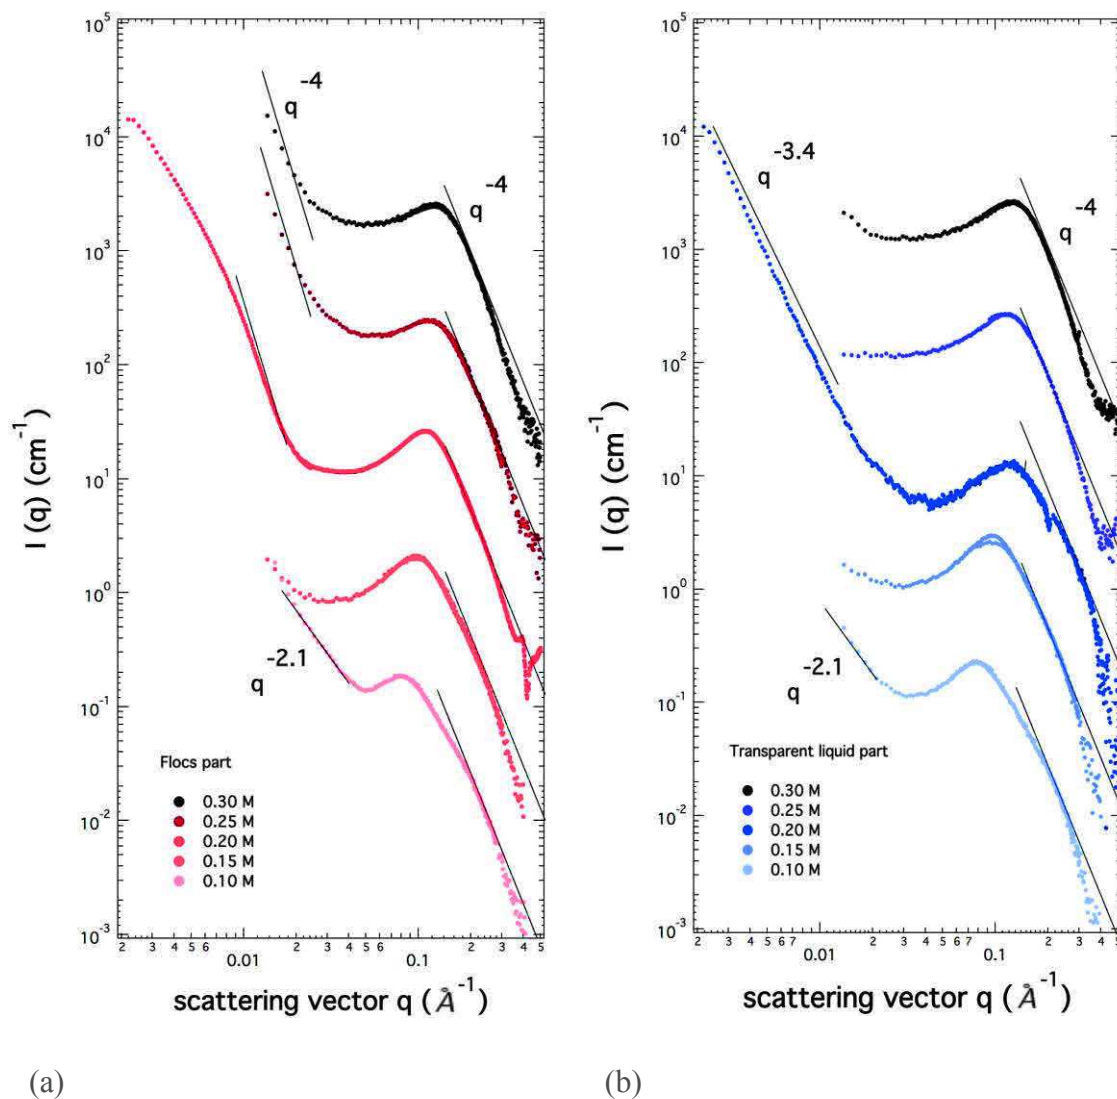 10^5
10^4
10^3
10^2
10^1
10^0
10^-1
10^-2
10^-3
I (q) (cm^-1)
q^-4
q^-4
q^-2.1
Flocs part
0.30 M
0.25 M
0.20 M
0.15 M
0.10 M
2 3 4 5 6 0.01 2 3 4 5 6 0.1 2 3 4 5
scattering vector q (Å^-1)
(a)
10^5
10^4
10^3
10^2
10^1
10^0
10^-1
10^-2
10^-3
I (q) (cm^-1)
q^-3.4
q^-4
q^-2.1
Transparent liquid part
0.30 M
0.25 M
0.20 M
0.15 M
0.10 M
2 3 4 5 6 7 0.01 2 3 4 5 6 7 0.1 2 3 4 5
scattering vector q (Å^-1)
(b)